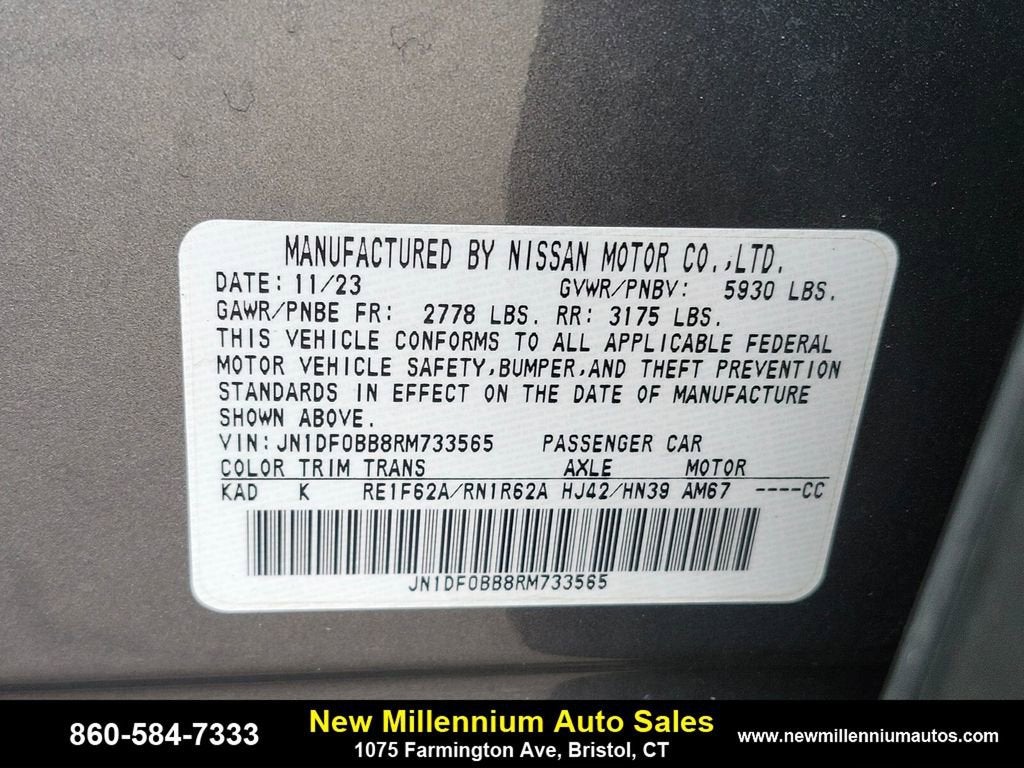 MANUFACTURED BY NISSAN MOTOR CO.,LTD.
DATE: 11/23 GVWR/PNBV: 5930 LBS.
GAWR/PNBE FR: 2778 LBS. RR: 3175 LBS.
THIS VEHICLE CONFORMS TO ALL APPLICABLE FEDERAL
MOTOR VEHICLE SAFETY,BUMPER,AND THEFT PREVENTION
STANDARDS IN EFFECT ON THE DATE OF MANUFACTURE
SHOWN ABOVE.
VIN:JN1DF0BB8RM733565 PASSENGER CAR
COLOR TRIM TRANS AXLE MOTOR
KAD K RE1F62A/RN1R62A HJ42/HN39 AM67 ----CC
JN1DF0BB8RM733565
860-584-7333
New Millennium Auto Sales
1075 Farmington Ave, Bristol, CT
www.newmillenniumautos.com